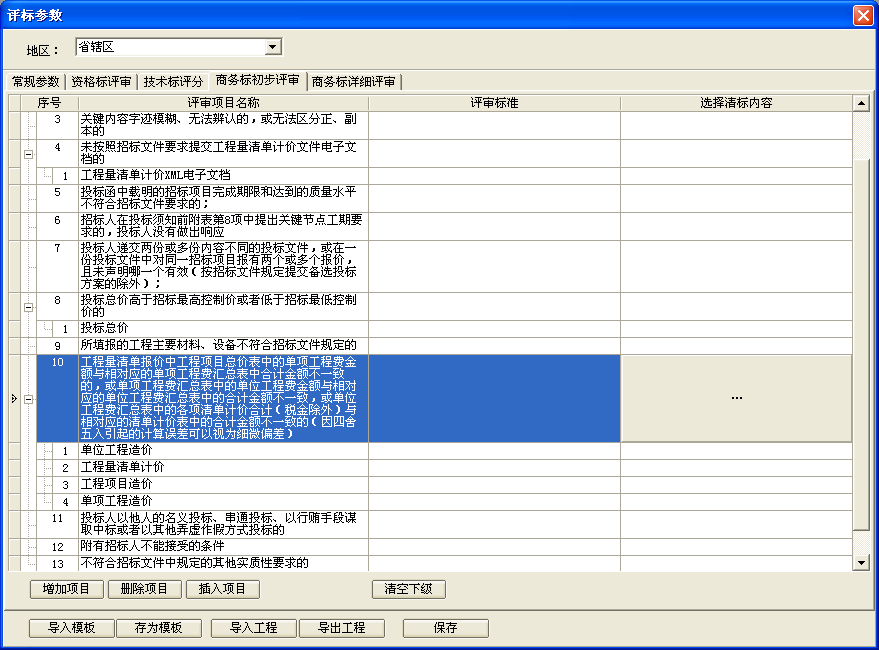 评标参数
地区：
省辖区
常规参数 资格标评审 技术标评分 商务标初步评审 商务标详细评审
序号 评审项目名称 评审标准 选择清标内容
3 关键内容字迹模糊、无法辨认的，或无法区分正、副
本的
4 未按照招标文件要求提交工程量清单计价文件电子文
档的
1 工程量清单计价XML电子文档
5 投标函中载明的招标项目完成期限和达到的质量水平
不符合招标文件要求的；
6 招标人在投标须知前附表第8项中提出关键节点工期要
求的，投标人没有做出响应
7 投标人递交两份或多份内容不同的投标文件，或在一
份投标文件中对同一招标项目报有两个或多个报价，
且未声明哪一个有效（按招标文件规定提交备选投标
方案的除外）；
8 投标总价高于招标最高控制价或者低于招标最低控制
价的
1 投标总价
9 所填报的工程主要材料、设备不符合招标文件规定的
10 工程量清单报价中工程项目总价表中的单项工程费金
额与相对应的单项工程费汇总表中合计金额不一致
的，或单项工程费汇总表中的单位工程费金额与相对
应的单位工程费汇总表中的合计金额不一致，或单位
工程费汇总表中的各项清单计价合计（税金除外）与
相对应的清单计价表中的合计金额不一致的（因四舍
五入引起的计算误差可以视为细微偏差）
...
1 单位工程造价
2 工程量清单计价
3 工程项目造价
4 单项工程造价
11 投标人以他人的名义投标、串通投标、以行贿手段谋
取中标或者以其他弄虚作假方式投标的
12 附有招标人不能接受的条件
13 不符合招标文件中规定的其他实质性要求的
增加项目 删除项目 插入项目 清空下级
导入模板 存为模板 导入工程 导出工程 保存